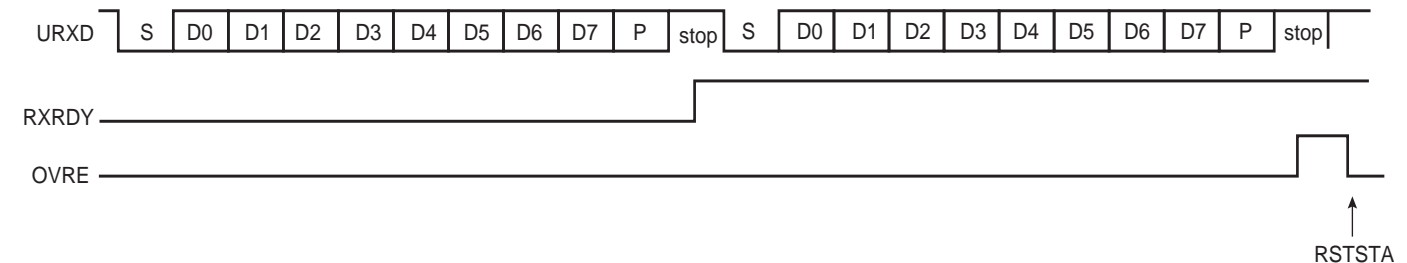 URXD S D0 D1 D2 D3 D4 D5 D6 D7 P stop S D0 D1 D2 D3 D4 D5 D6 D7 P stop
RXRDY
OVRE
RSTSTA